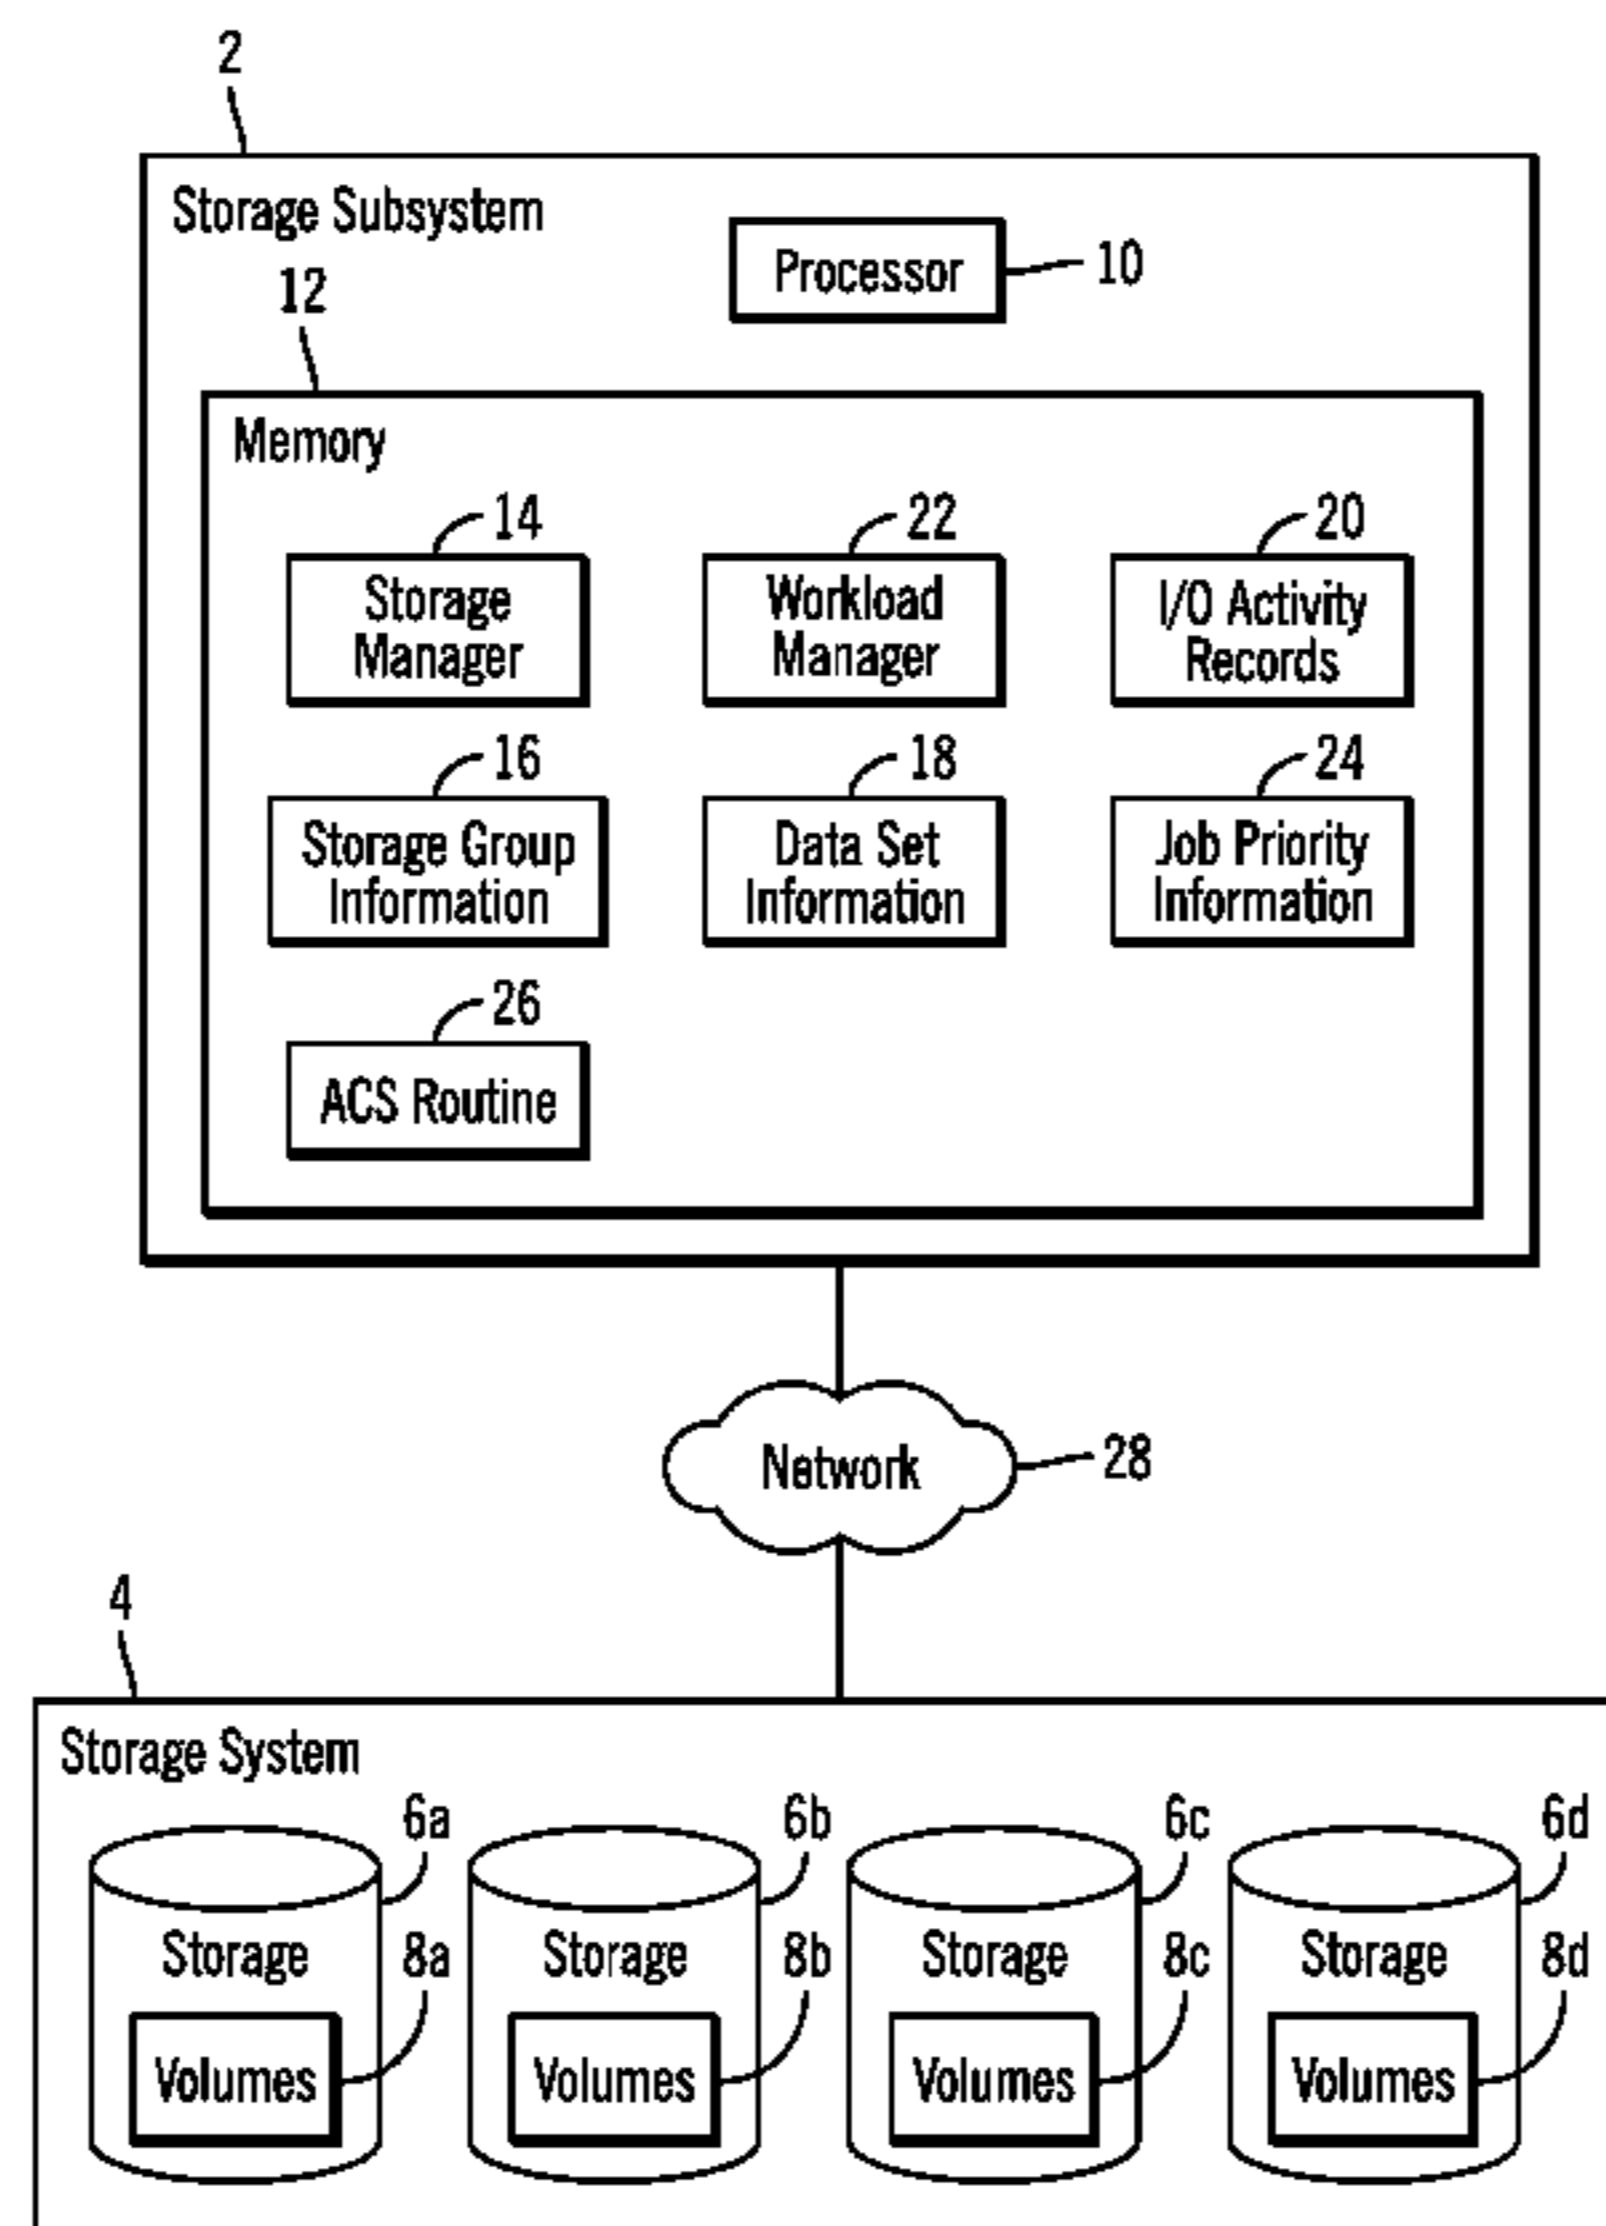 2
Storage Subsystem
Processor
10
12
Memory
14
22
20
Storage
Manager
Workload
Manager
I/O Activity
Records
16
18
24
Storage Group
Information
Data Set
Information
Job Priority
Information
26
ACS Routine
Network
28
4
Storage System
6a
6b
6c
6d
Storage
8a
Storage
8b
Storage
8c
Storage
8d
Volumes
Volumes
Volumes
Volumes